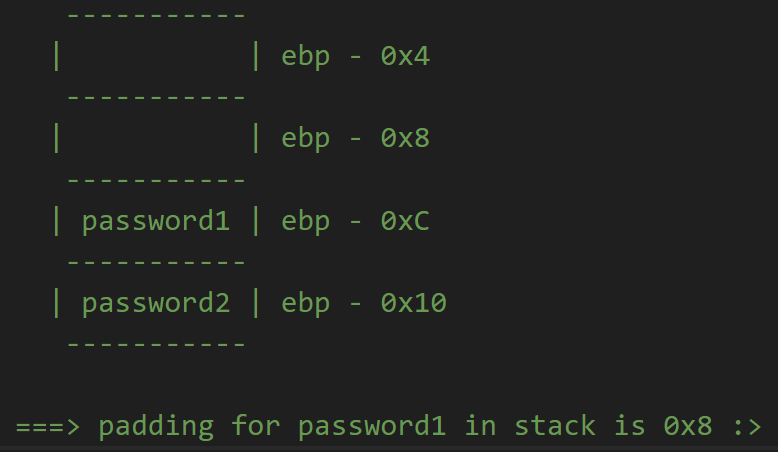 -----------
|           | ebp - 0x4
-----------
|           | ebp - 0x8
-----------
| password1 | ebp - 0xC
-----------
| password2 | ebp - 0x10
-----------
===> padding for password1 in stack is 0x8 :>